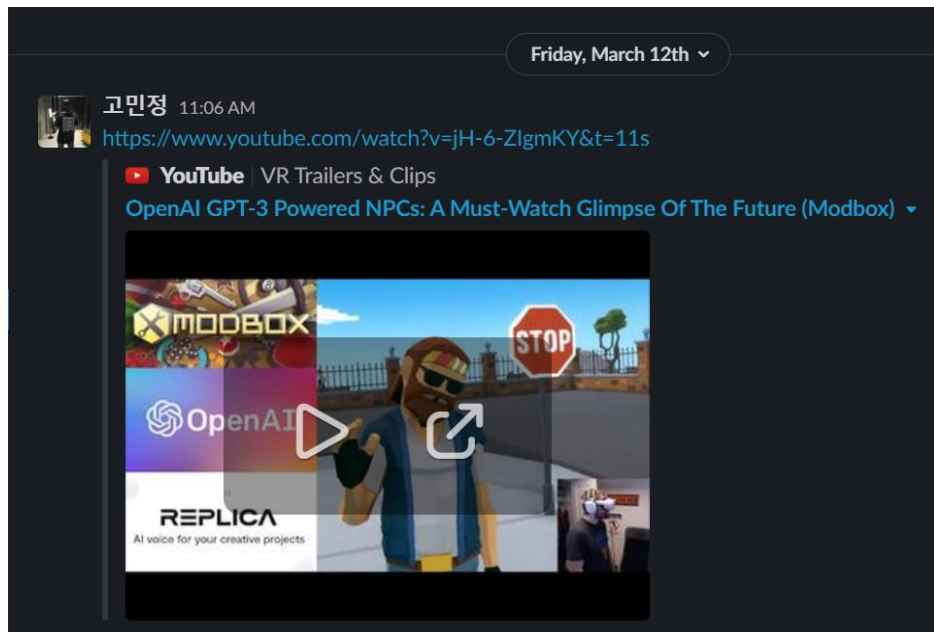 Friday, March 12th
고민정 11:06 AM
https://www.youtube.com/watch?v=jH-6-ZIgmKY&t=11s
YouTube VR Trailers & Clips
OpenAI GPT-3 Powered NPCs: A Must-Watch Glimpse Of The Future (Modbox)
MODBOX
STOP
OpenAI
REPLICA
AI voice for your creative projects